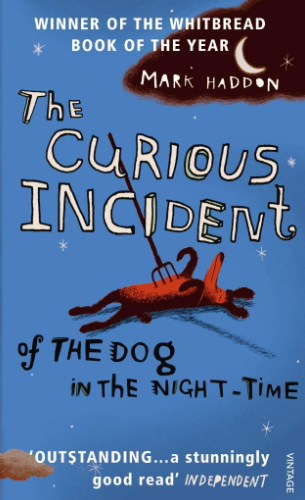 WINNER OF THE WHITBREAD
BOOK OF THE YEAR
MARK HADDON
The
CURIOUS
INCIDENT
of THE DOG
IN THE NIGHT-TIME
'OUTSTANDING...a stunningly
good read' INDEPENDENT
VINTAGE